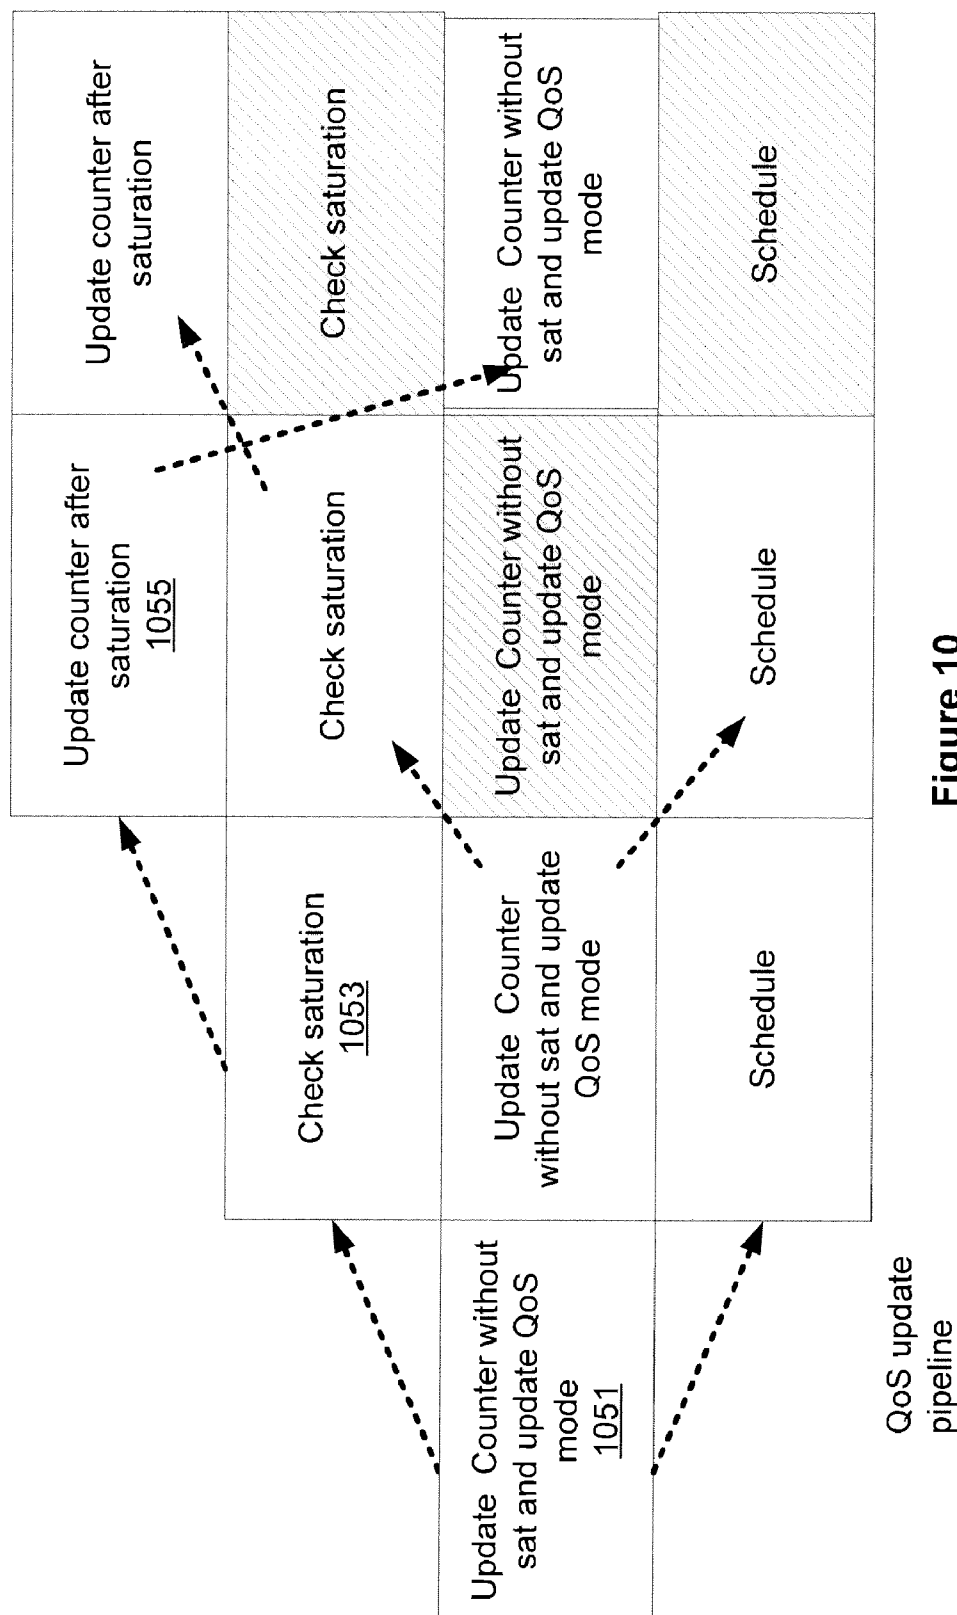 Update counter after
saturation
1055
Update counter after
saturation
Check saturation
1053
Check saturation
Check saturation
Update Counter without
sat and update QoS
mode
1051
Update Counter
without sat and update
QoS mode
Update Counter without
sat and update QoS
mode
Update Counter without
sat and update QoS
mode
Schedule
Schedule
Schedule
QoS update
pipeline
Figure 10